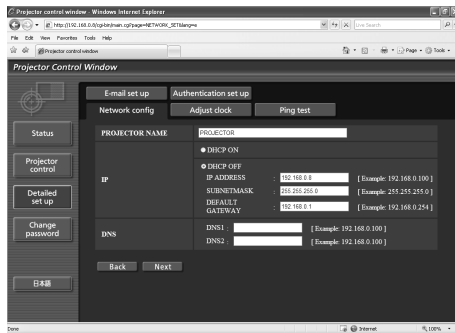 Projector control window - Windows Internet Explorer
http://192.168.0.8/cgi-bin/main.cgi?page=NETWORK_SET&lang=e
Live Search
File Edit View Favorites Tools Help
Projector control window
Page Tools
Projector Control Window
E-mail set up Authentication set up
Network config Adjust clock Ping test
Status
Projector control
Detailed set up
Change password
日本語
PROJECTOR NAME PROJECTOR
DHCP ON
DHCP OFF
IP
IP ADDRESS : 192.168.0.8 [ Example: 192.168.0.100 ]
SUBNETMASK : 255.255.255.0 [ Example: 255.255.255.0 ]
DEFAULT GATEWAY : 192.168.0.1 [ Example: 192.168.0.254 ]
DNS
DNS1 : [ Example: 192.168.0.100 ]
DNS2 : [ Example: 192.168.0.100 ]
Back Next
Done Internet 100%